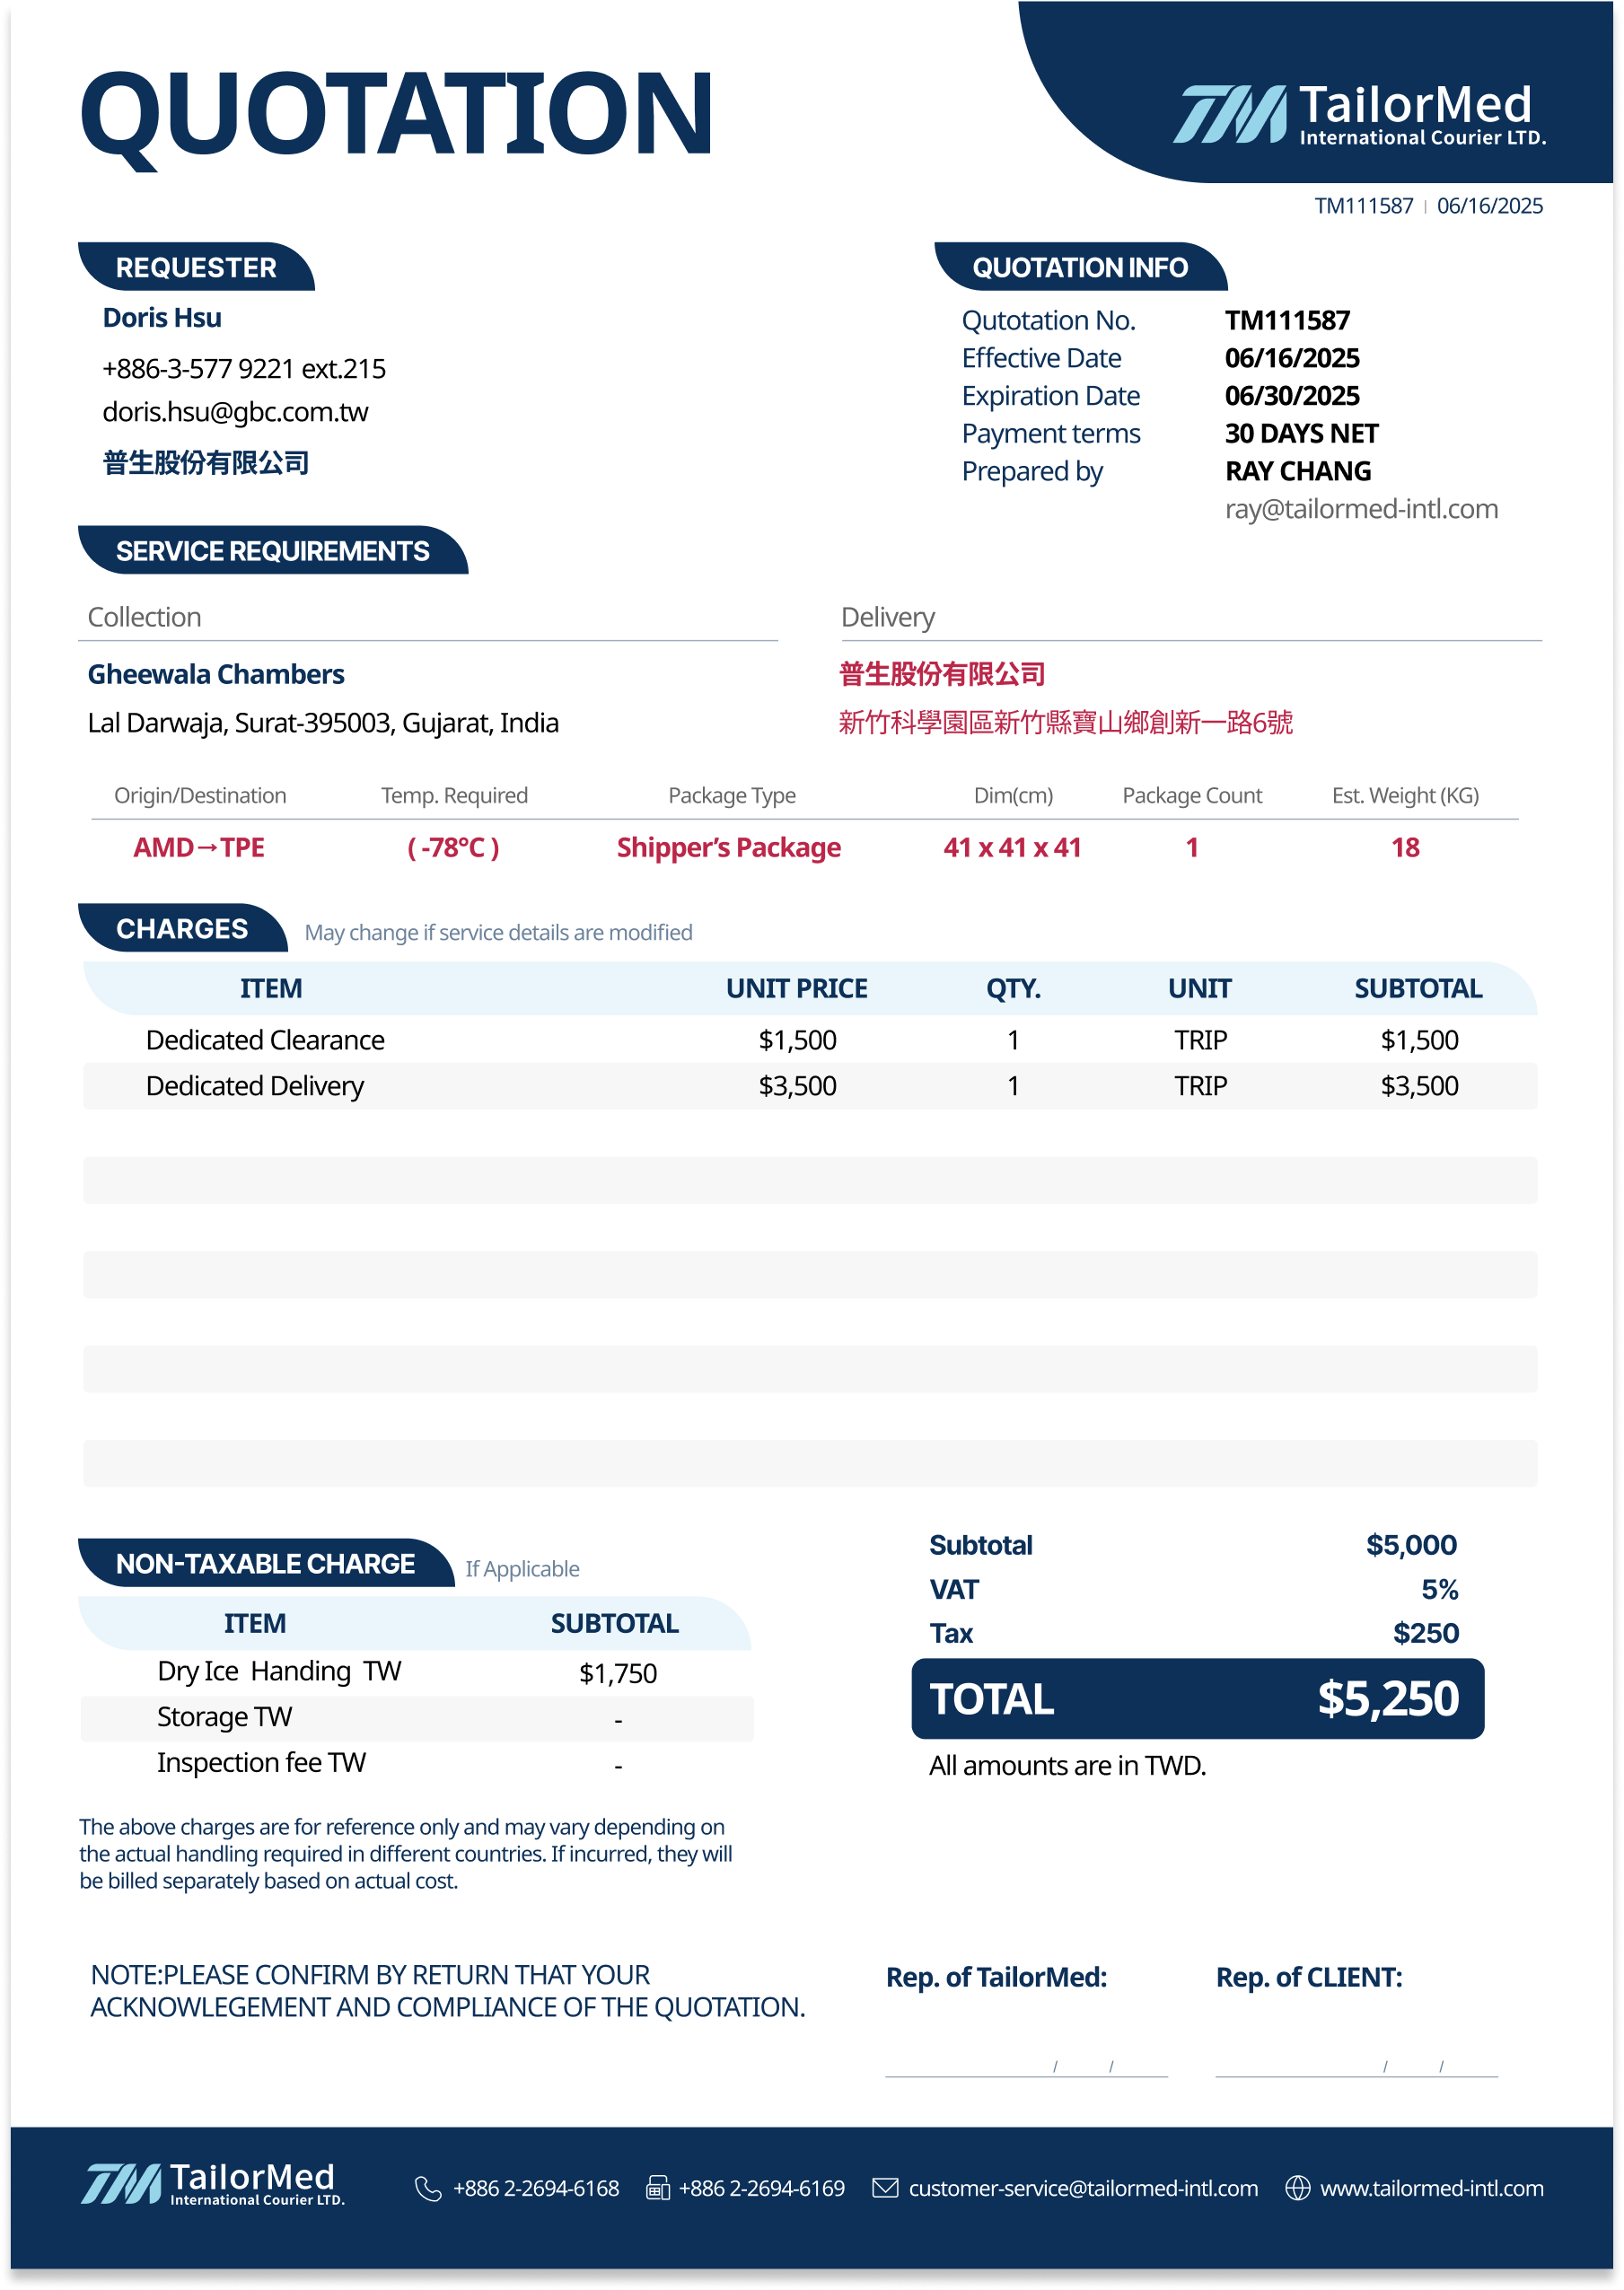 QUOTATION
TM TailorMed
International Courier LTD.
TM111587 | 06/16/2025
REQUESTER
Doris Hsu
+886-3-577 9221 ext.215
doris.hsu@gbc.com.tw
普生股份有限公司
QUOTATION INFO
Qutotation No. TM111587
Effective Date 06/16/2025
Expiration Date 06/30/2025
Payment terms 30 DAYS NET
Prepared by RAY CHANG
ray@tailormed-intl.com
SERVICE REQUIREMENTS
Collection
Gheewala Chambers
Lal Darwaja, Surat-395003, Gujarat, India
Delivery
普生股份有限公司
新竹科學園區新竹縣寶山鄉創新一路6號
Origin/Destination Temp. Required Package Type Dim(cm) Package Count Est. Weight (KG)
AMD→TPE ( -78°C ) Shipper’s Package 41 x 41 x 41 1 18
CHARGES May change if service details are modified
ITEM UNIT PRICE QTY. UNIT SUBTOTAL
Dedicated Clearance $1,500 1 TRIP $1,500
Dedicated Delivery $3,500 1 TRIP $3,500
NON-TAXABLE CHARGE If Applicable
ITEM SUBTOTAL
Dry Ice Handing TW $1,750
Storage TW -
Inspection fee TW -
The above charges are for reference only and may vary depending on
the actual handling required in different countries. If incurred, they will
be billed separately based on actual cost.
Subtotal $5,000
VAT 5%
Tax $250
TOTAL $5,250
All amounts are in TWD.
NOTE:PLEASE CONFIRM BY RETURN THAT YOUR
ACKNOWLEGEMENT AND COMPLIANCE OF THE QUOTATION.
Rep. of TailorMed: Rep. of CLIENT:
/ / / /
TM TailorMed
International Courier LTD.
+886 2-2694-6168 +886 2-2694-6169 customer-service@tailormed-intl.com www.tailormed-intl.com